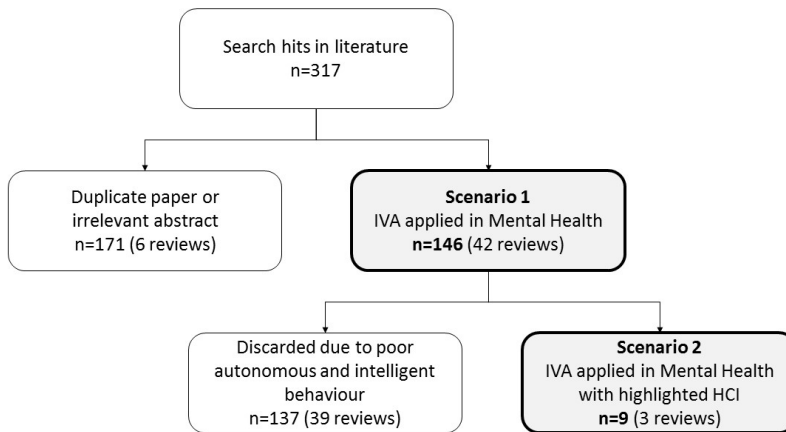 Search hits in literature
n=317
Duplicate paper or
irrelevant abstract
n=171 (6 reviews)
Scenario 1
IVA applied in Mental Health
n=146 (42 reviews)
Discarded due to poor
autonomous and intelligent
behaviour
n=137 (39 reviews)
Scenario 2
IVA applied in Mental Health
with highlighted HCI
n=9 (3 reviews)